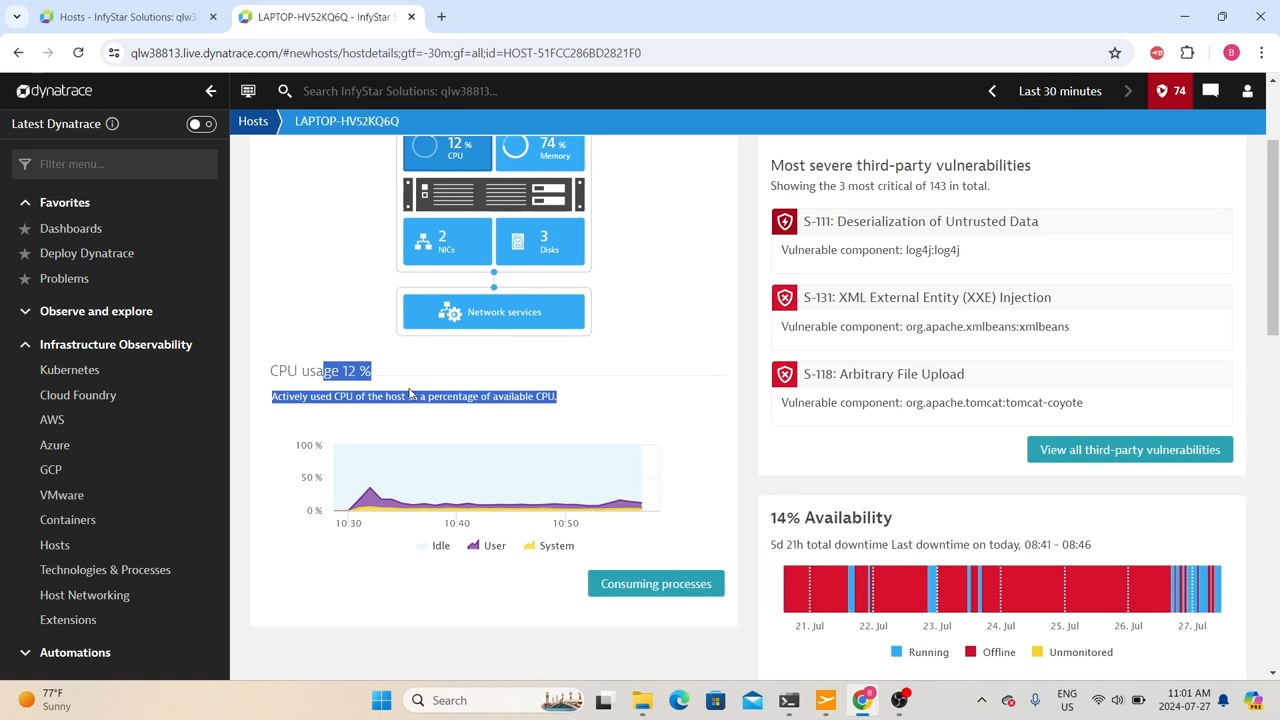 Hosts - InfyStar Solutions: qlw38
LAPTOP-HV52KQ6Q - InfyStar S
qlw38813.live.dynatrace.com/#newhosts/hostdetails;gtf=-30m;gf=all;id=HOST-51FCC286BD2821F0
B
dynatrace
Search InfyStar Solutions: qlw38813...
Last 30 minutes
74
Latest Dynatrace
Hosts
LAPTOP-HV52KQ6Q
Filter menu...
Favorites
Dashboards
Deploy Dynatrace
Problems
Observe and explore
Infrastructure Observability
Kubernetes
Cloud Foundry
AWS
Azure
GCP
VMware
Containers
Hosts
Technologies & Processes
Host Networking
Extensions
Automations
12 %
CPU
74 %
Memory
2
NICs
3
Disks
Network services
CPU usage 12 %
Actively used CPU of the host as a percentage of available CPU.
100 %
50 %
0 %
10:30
10:40
10:50
Idle
User
System
Consuming processes
Most severe third-party vulnerabilities
Showing the 3 most critical of 143 in total.
S-111: Deserialization of Untrusted Data
Vulnerable component: log4j:log4j
S-131: XML External Entity (XXE) Injection
Vulnerable component: org.apache.xmlbeans:xmlbeans
S-118: Arbitrary File Upload
Vulnerable component: org.apache.tomcat:tomcat-coyote
View all third-party vulnerabilities
14% Availability
5d 21h total downtime Last downtime on today, 08:41 - 08:46
21. Jul
22. Jul
23. Jul
24. Jul
25. Jul
26. Jul
27. Jul
Running
Offline
Unmonitored
77°F
Sunny
Search
ENG
US
11:01 AM
2024-07-27